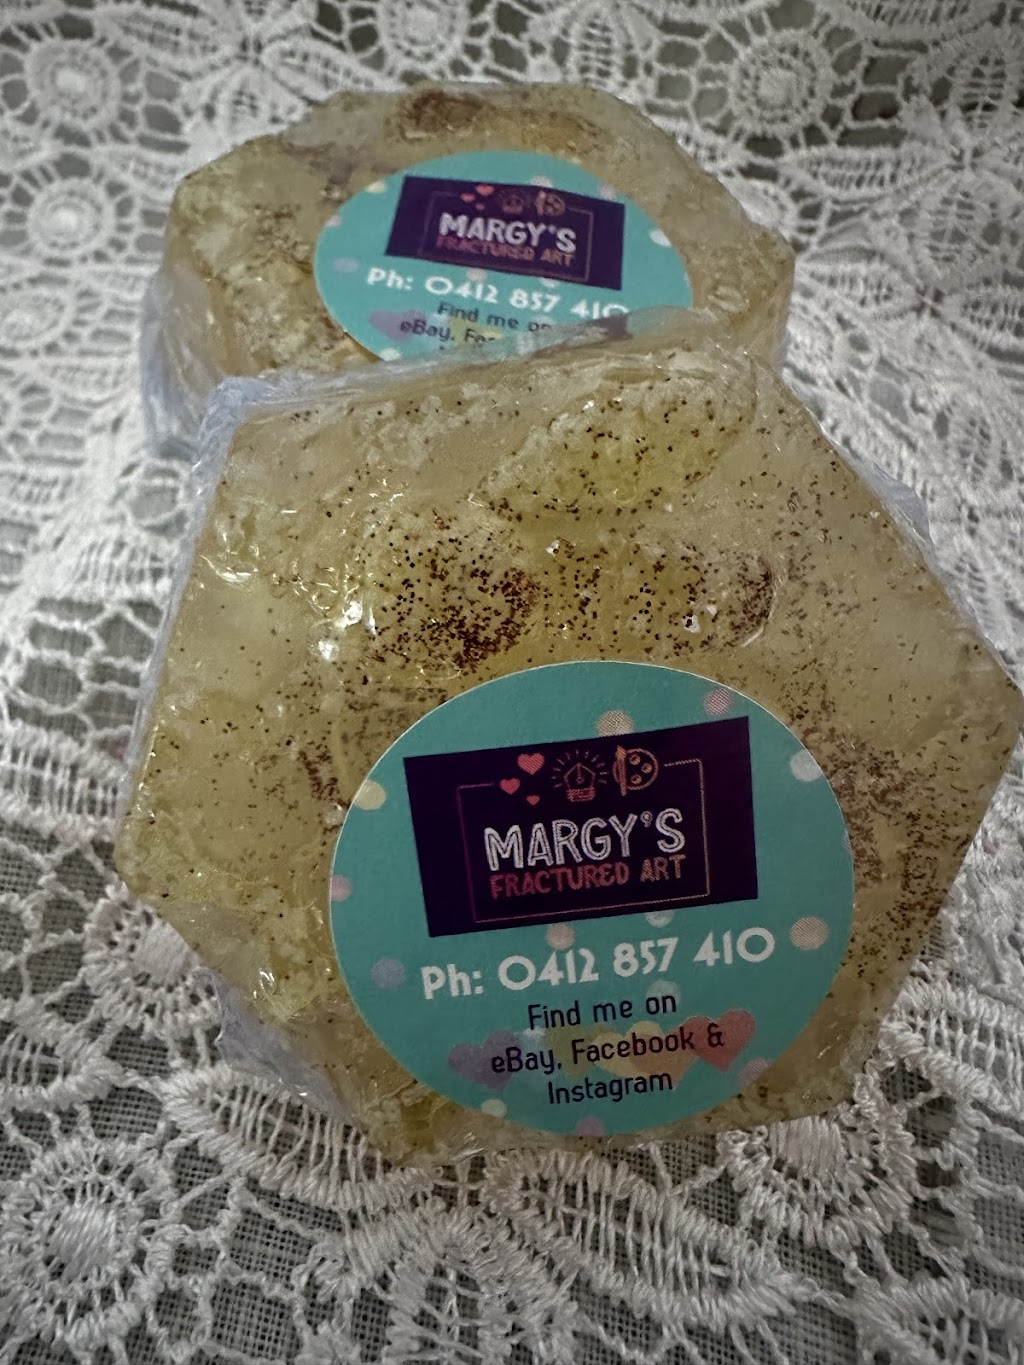 MARGY'S
FRACTURED ART
Ph: 0412 857 410
Find me on
eBay,
MARGY'S
FRACTURED ART
Ph: 0412 857 410
Find me on
eBay, Facebook &
Instagram